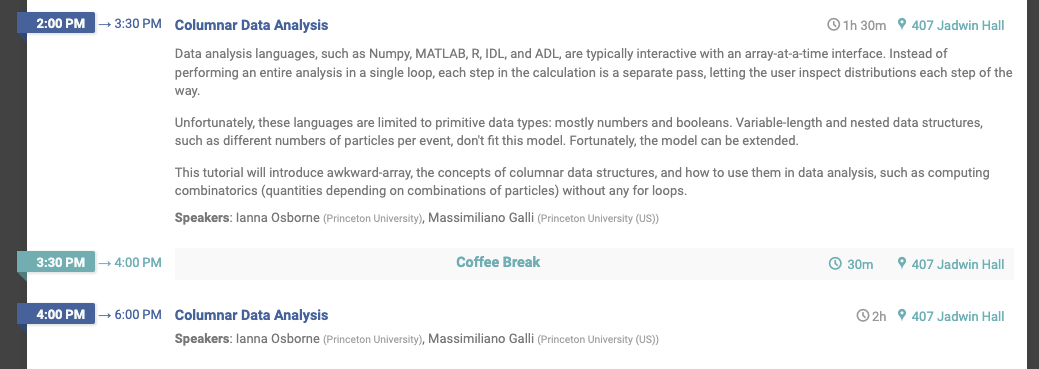 2:00 PM → 3:30 PM Columnar Data Analysis 1h 30m 407 Jadwin Hall
Data analysis languages, such as Numpy, MATLAB, R, IDL, and ADL, are typically interactive with an array-at-a-time interface. Instead of
performing an entire analysis in a single loop, each step in the calculation is a separate pass, letting the user inspect distributions each step of the
way.
Unfortunately, these languages are limited to primitive data types: mostly numbers and booleans. Variable-length and nested data structures,
such as different numbers of particles per event, don't fit this model. Fortunately, the model can be extended.
This tutorial will introduce awkward-array, the concepts of columnar data structures, and how to use them in data analysis, such as computing
combinatorics (quantities depending on combinations of particles) without any for loops.
Speakers: Ianna Osborne (Princeton University), Massimiliano Galli (Princeton University (US))
3:30 PM → 4:00 PM Coffee Break 30m 407 Jadwin Hall
4:00 PM → 6:00 PM Columnar Data Analysis 2h 407 Jadwin Hall
Speakers: Ianna Osborne (Princeton University), Massimiliano Galli (Princeton University (US))